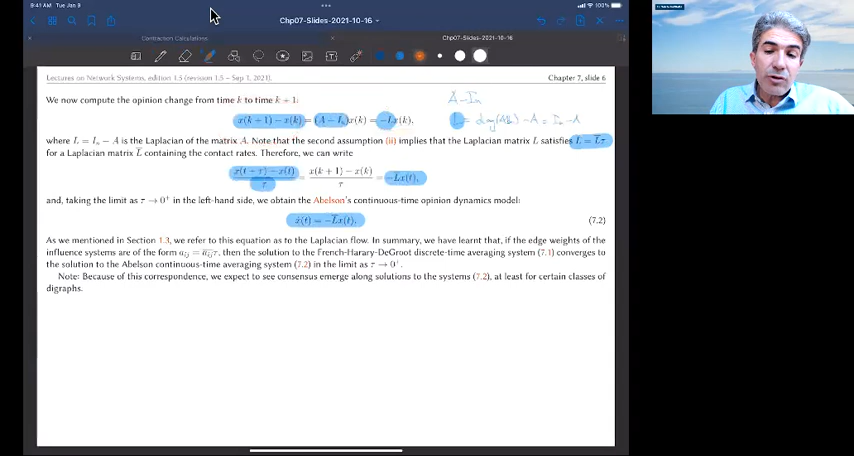 9:41 AM Tue Jan 9
100%
Chp07-Slides-2021-10-16
Contraction Calculations
Chp07-Slides-2021-10-16
Lectures on Network Systems, edition 1.5 (revision 1.5 – Sep 1, 2021).
Chapter 7, slide 6
We now compute the opinion change from time k to time k + 1:
A − Iₙ
x(k + 1) − x(k) = (A − Iₙ)x(k) = −Lx(k),
L = diag(A1ₙ) − A = Iₙ − A
where L = Iₙ − A is the Laplacian of the matrix A. Note that the second assumption (ii) implies that the Laplacian matrix L satisfies L = L̅τ
for a Laplacian matrix L̅ containing the contact rates. Therefore, we can write
x(t + τ) − x(t) / τ = x(k + 1) − x(k) / τ = −L̅x(t),
and, taking the limit as τ → 0⁺ in the left-hand side, we obtain the Abelson's continuous-time opinion dynamics model:
ẋ(t) = −L̅x(t). (7.2)
As we mentioned in Section 1.3, we refer to this equation as to the Laplacian flow. In summary, we have learnt that, if the edge weights of the
influence systems are of the form aᵢⱼ = a̅ᵢⱼτ, then the solution to the French-Harary-DeGroot discrete-time averaging system (7.1) converges to
the solution to the Abelson continuous-time averaging system (7.2) in the limit as τ → 0⁺.
Note: Because of this correspondence, we expect to see consensus emerge along solutions to the systems (7.2), at least for certain classes of
digraphs.